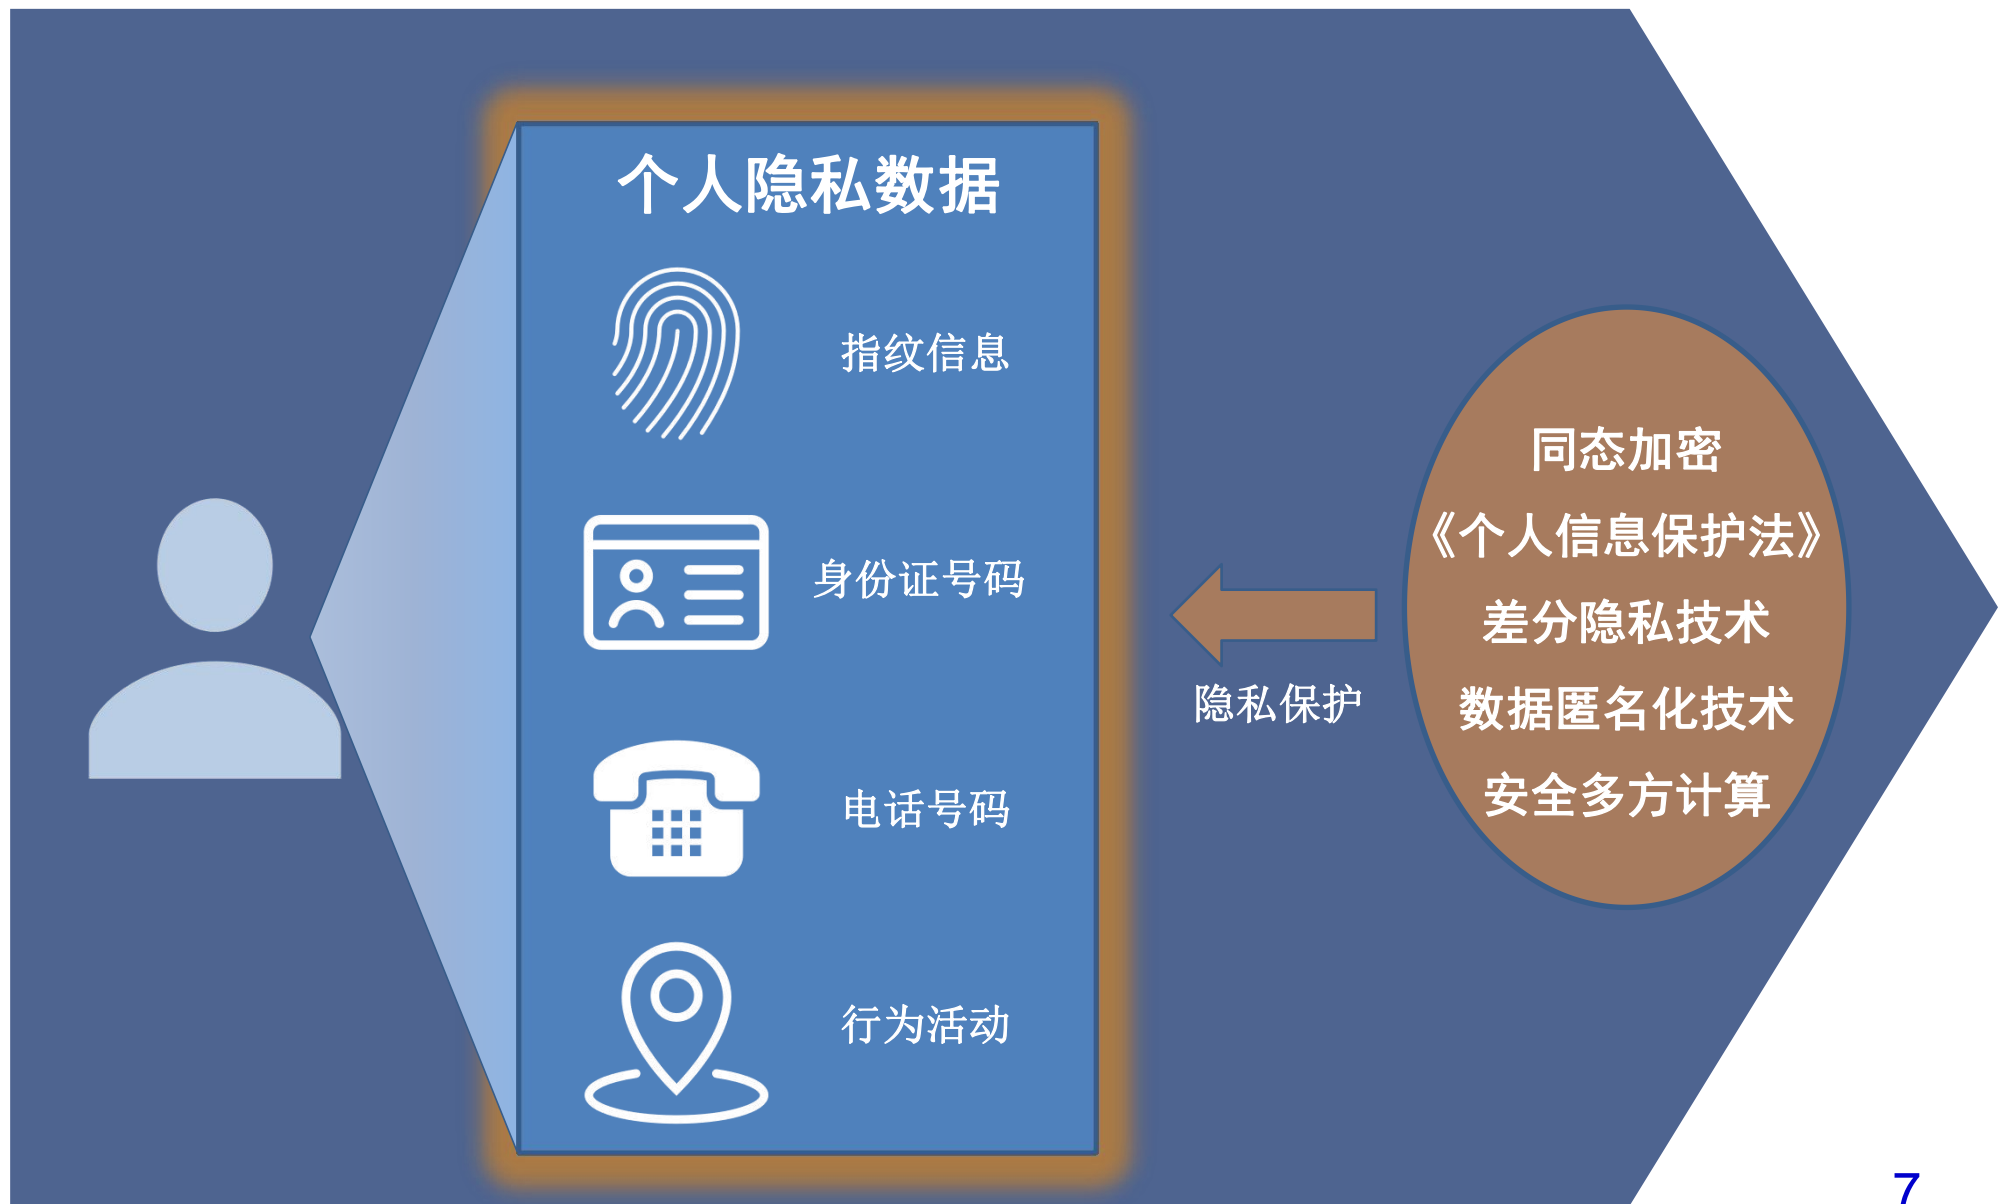 个人隐私数据
指纹信息
身份证号码
电话号码
行为活动
隐私保护
同态加密
《个人信息保护法》
差分隐私技术
数据匿名化技术
安全多方计算
7